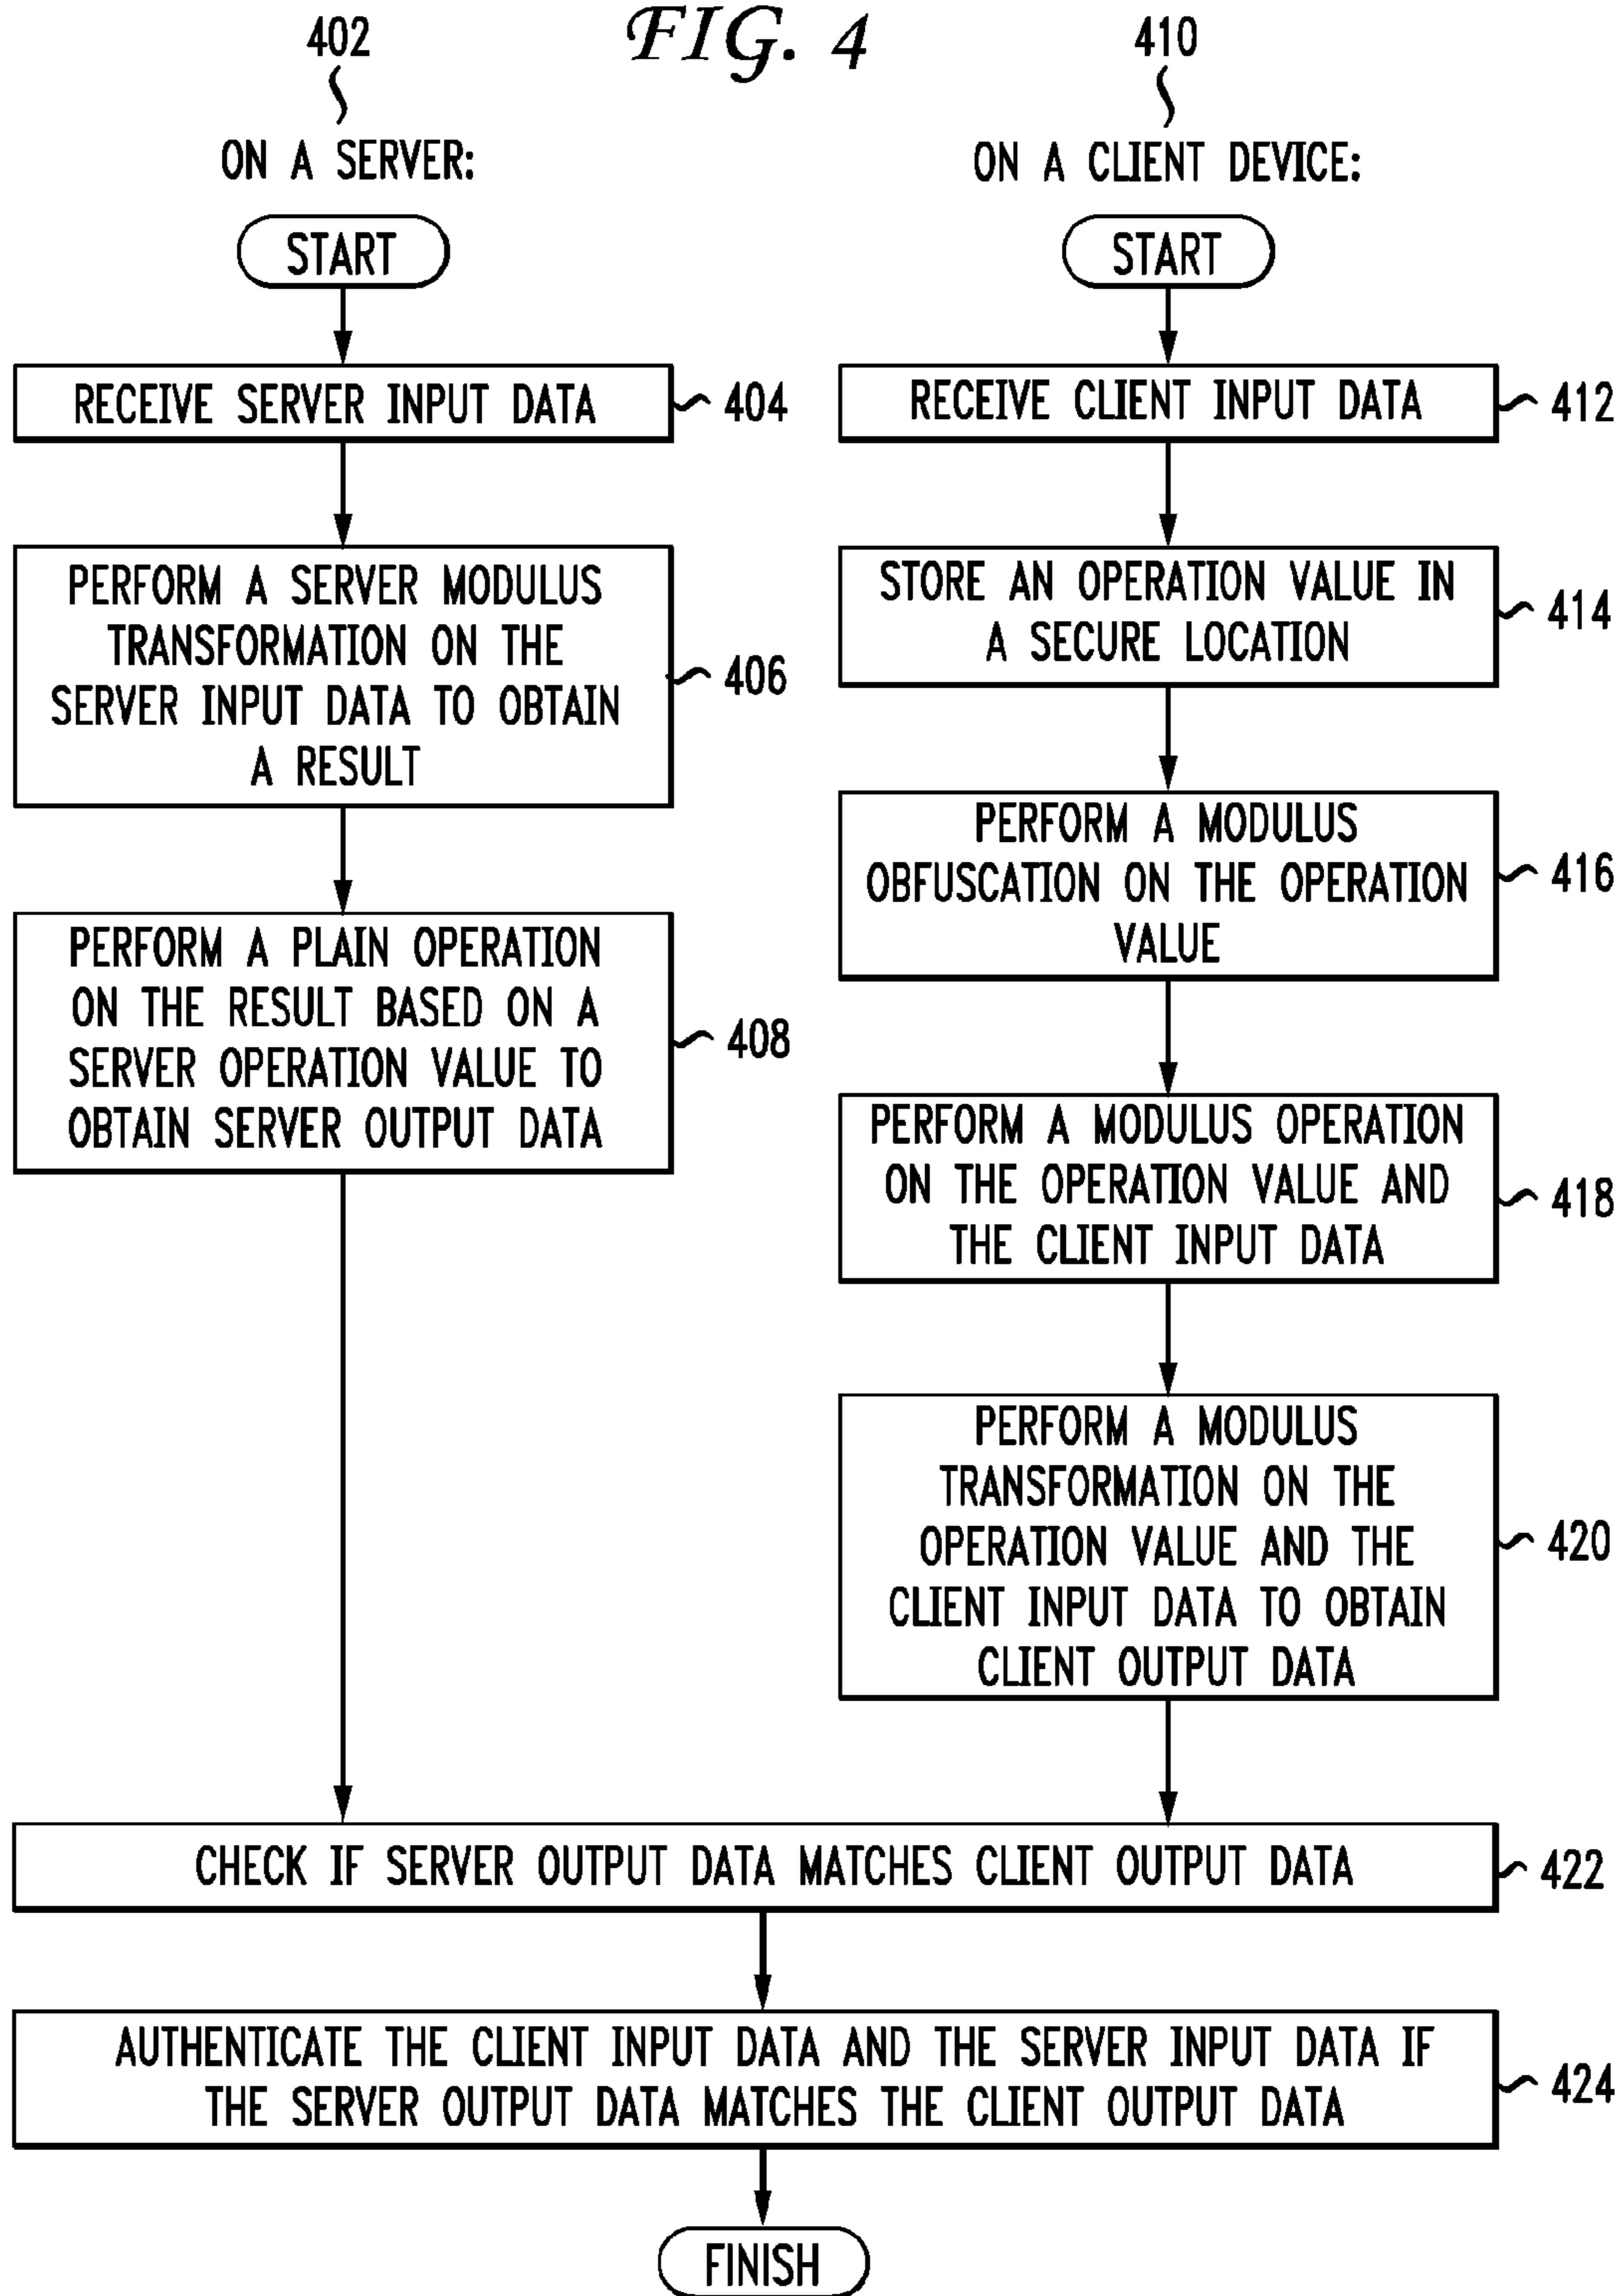 FIG. 4
402
ON A SERVER:
START
RECEIVE SERVER INPUT DATA
404
PERFORM A SERVER MODULUS
TRANSFORMATION ON THE
SERVER INPUT DATA TO OBTAIN
A RESULT
406
PERFORM A PLAIN OPERATION
ON THE RESULT BASED ON A
SERVER OPERATION VALUE TO
OBTAIN SERVER OUTPUT DATA
408
410
ON A CLIENT DEVICE:
START
RECEIVE CLIENT INPUT DATA
412
STORE AN OPERATION VALUE IN
A SECURE LOCATION
414
PERFORM A MODULUS
OBFUSCATION ON THE OPERATION
VALUE
416
PERFORM A MODULUS OPERATION
ON THE OPERATION VALUE AND
THE CLIENT INPUT DATA
418
PERFORM A MODULUS
TRANSFORMATION ON THE
OPERATION VALUE AND THE
CLIENT INPUT DATA TO OBTAIN
CLIENT OUTPUT DATA
420
CHECK IF SERVER OUTPUT DATA MATCHES CLIENT OUTPUT DATA
422
AUTHENTICATE THE CLIENT INPUT DATA AND THE SERVER INPUT DATA IF
THE SERVER OUTPUT DATA MATCHES THE CLIENT OUTPUT DATA
424
FINISH